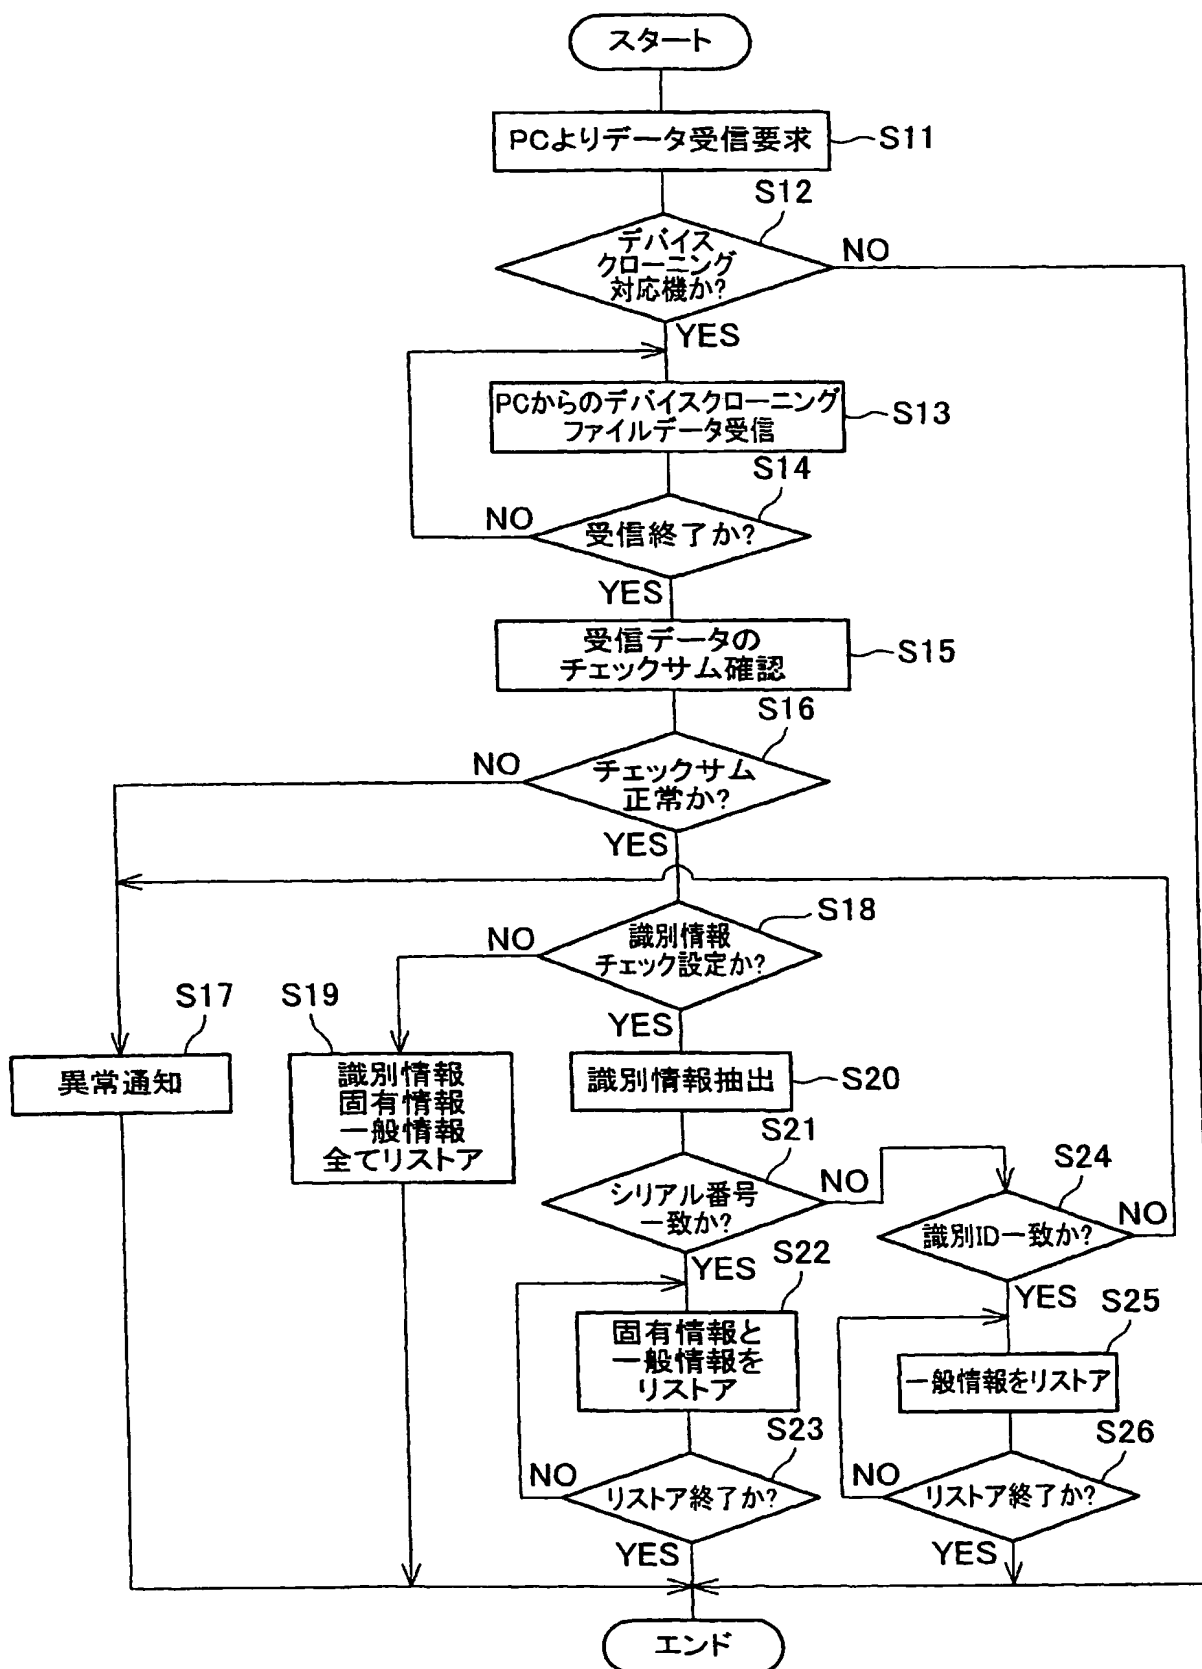 スタート
PCよりデータ受信要求
S11
S12
デバイス
クローニング
対応機か?
NO
YES
PCからのデバイスクローニング
ファイルデータ受信
S13
S14
受信終了か?
NO
YES
受信データの
チェックサム確認
S15
S16
チェックサム
正常か?
NO
YES
S18
識別情報
チェック設定か?
NO
YES
S17
異常通知
S19
識別情報
固有情報
一般情報
全てリストア
識別情報抽出
S20
S21
シリアル番号
一致か?
NO
YES
S24
識別ID一致か?
NO
YES
S22
固有情報と
一般情報を
リストア
S25
一般情報をリストア
S23
リストア終了か?
NO
YES
S26
リストア終了か?
NO
YES
エンド